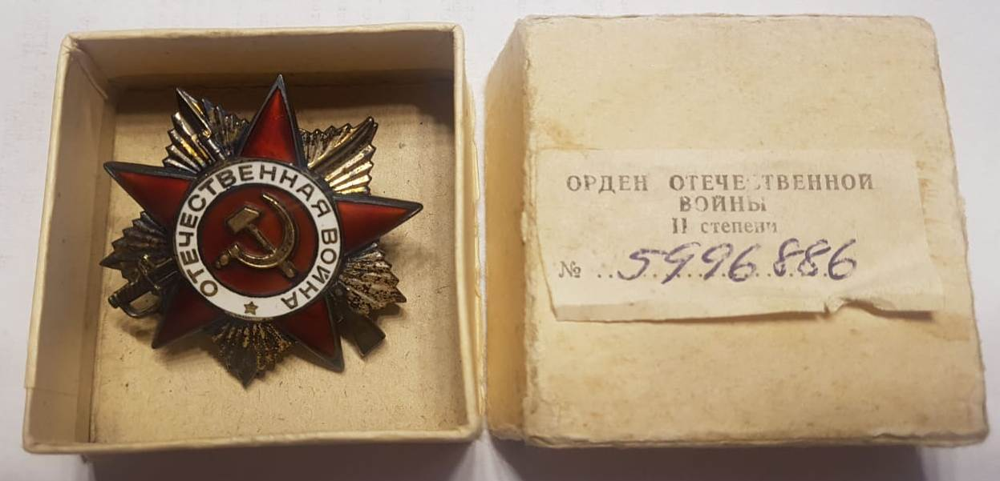 ОТЕЧЕСТВЕННАЯ ВОЙНА
ОРДЕН ОТЕЧЕСТВЕННОЙ
ВОЙНЫ
II степени
№ ..5996886